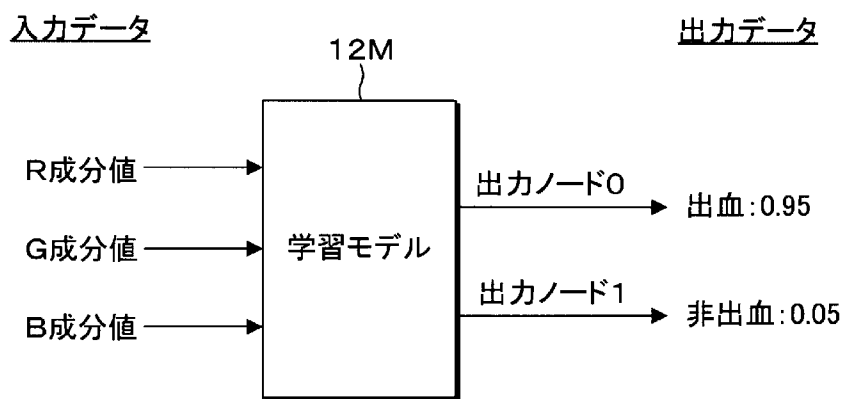 入力データ
出力データ
12M
R成分値
G成分値
B成分値
学習モデル
出力ノード0
出血:0.95
出力ノード1
非出血:0.05